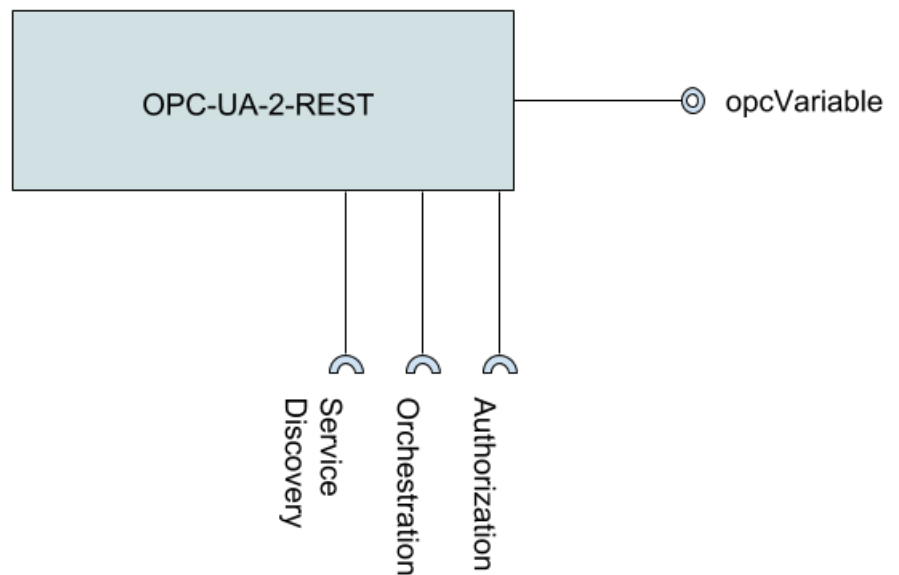 OPC-UA-2-REST
opcVariable
Service
Discovery
Orchestration
Authorization